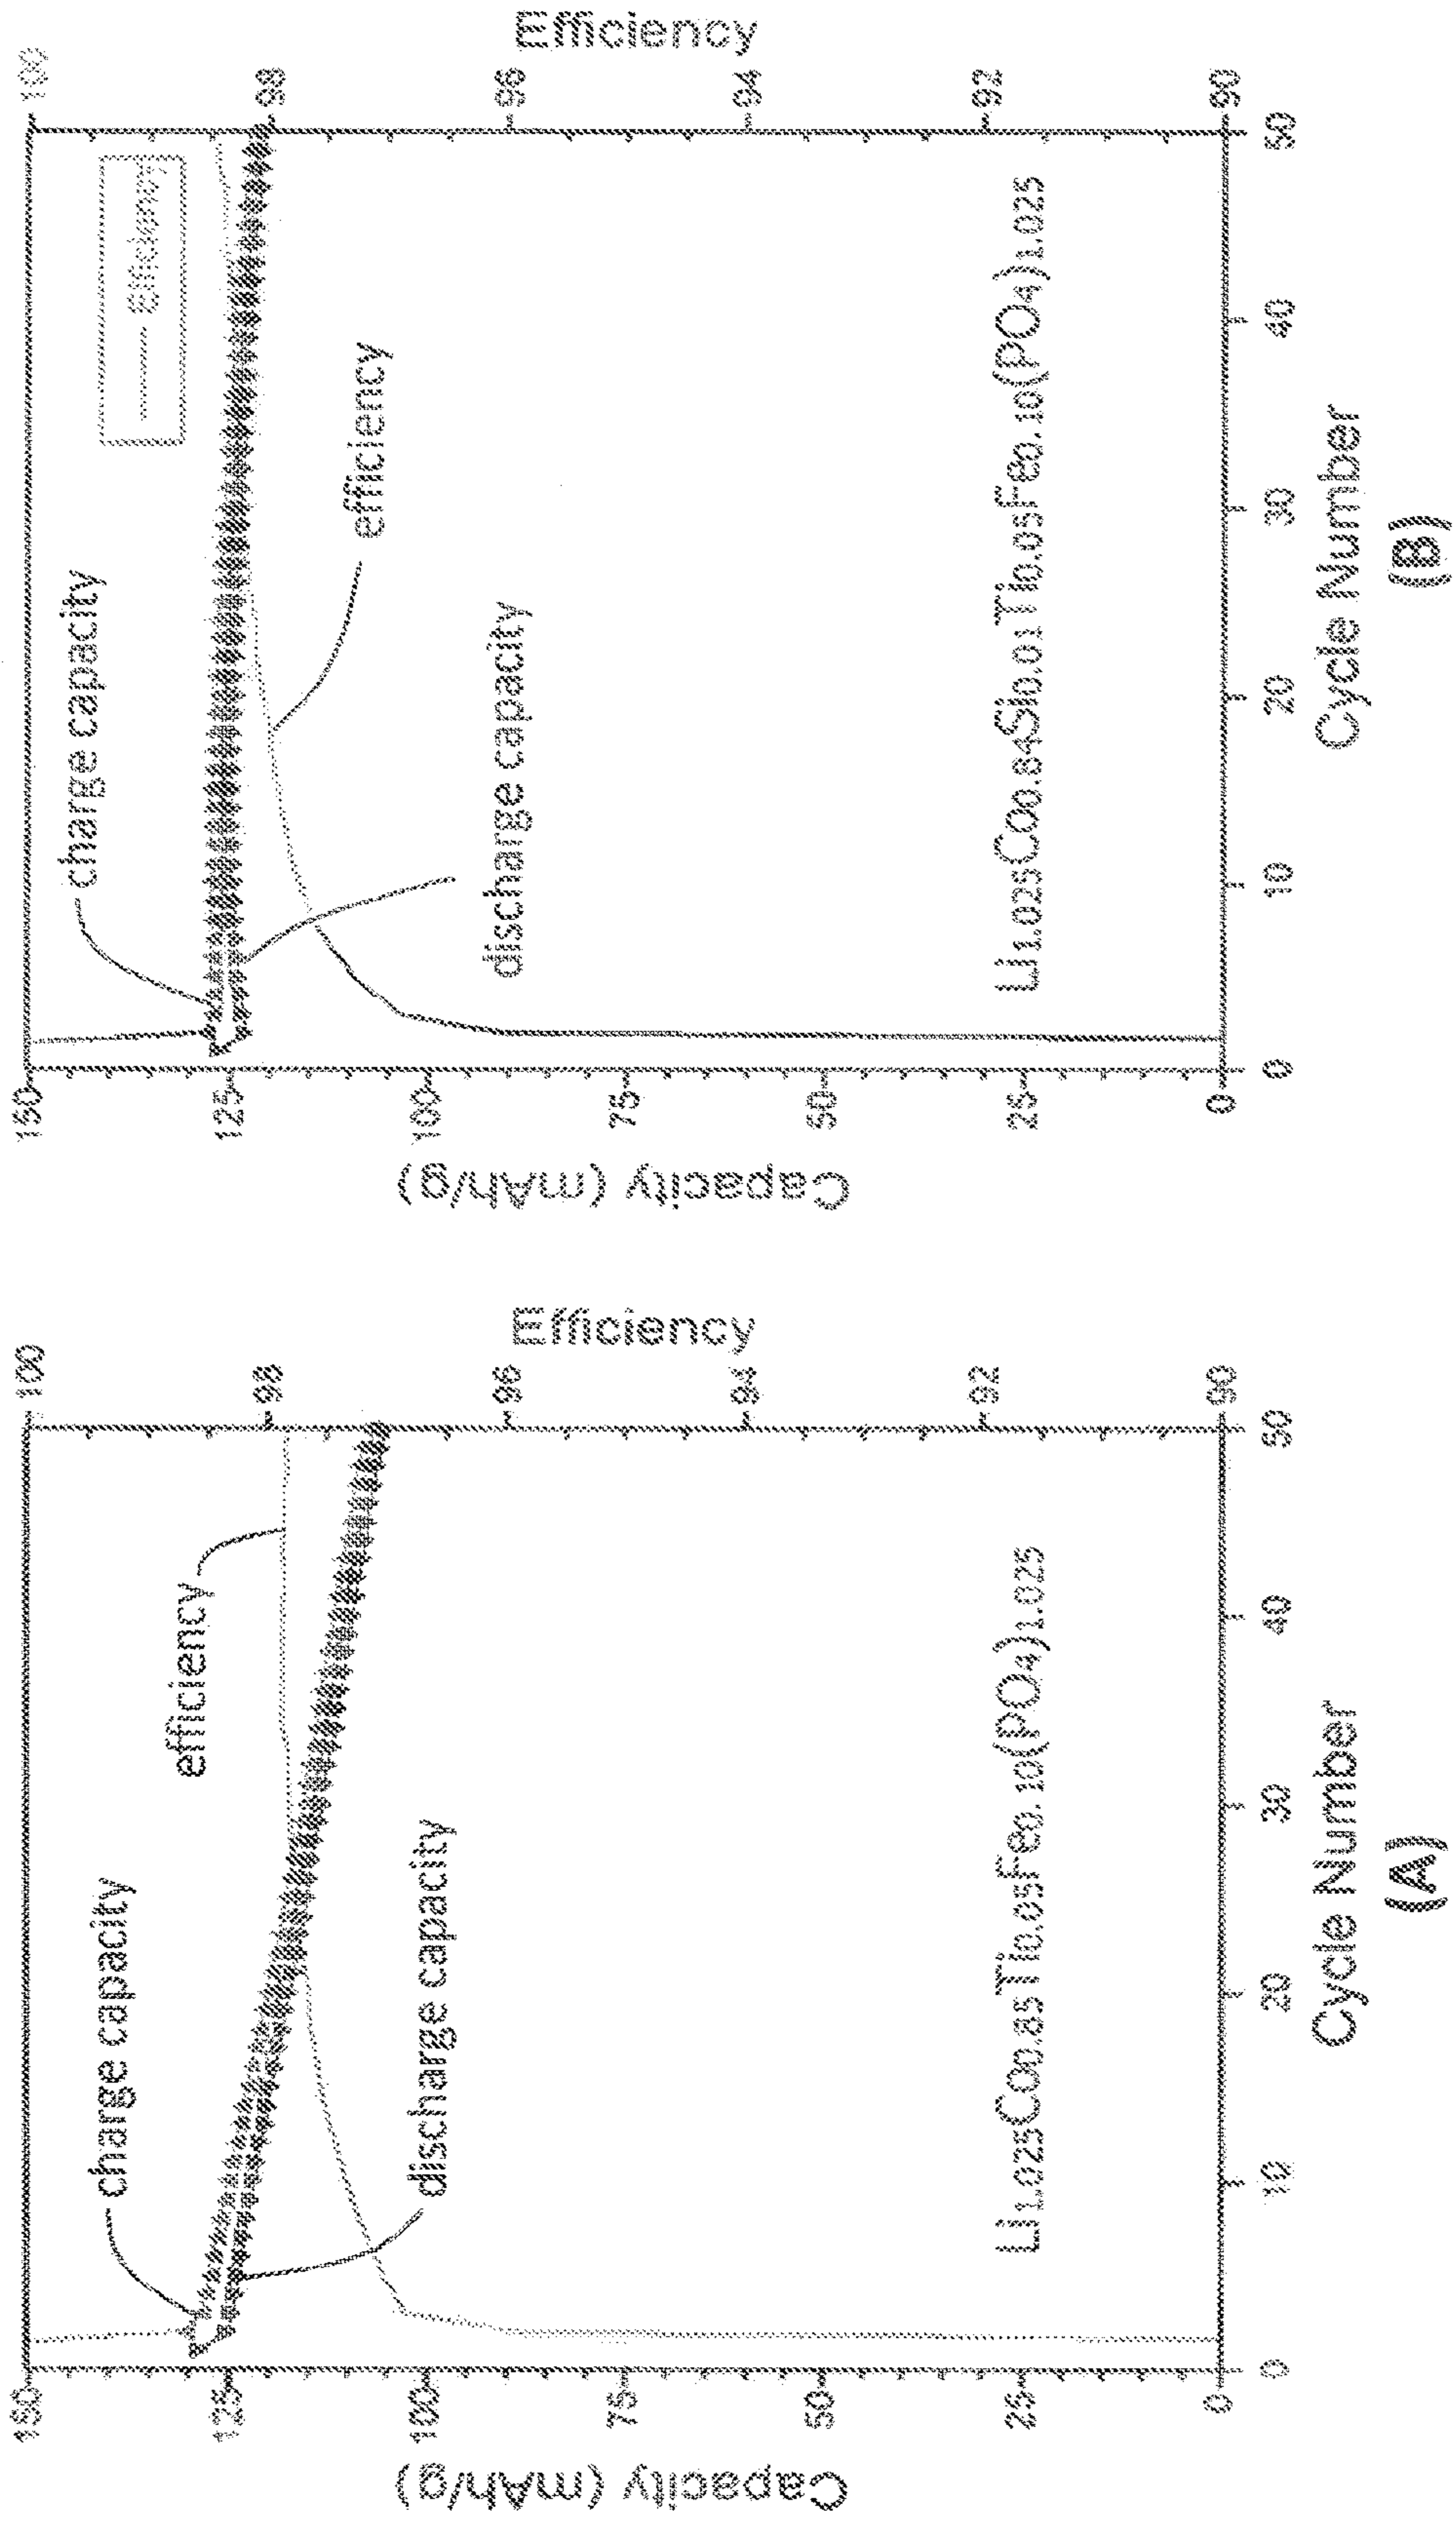 150
125
100
75
50
25
0
Capacity (mAh/g)
100
98
96
94
92
90
Efficiency
0
10
20
30
40
50
Cycle Number
charge capacity
efficiency
discharge capacity
Li1.025Co0.85Ti0.05Fe0.10(PO4)1.025
(A)
150
125
100
75
50
25
0
Capacity (mAh/g)
100
98
96
94
92
90
Efficiency
0
10
20
30
40
50
Cycle Number
Efficiency
charge capacity
efficiency
discharge capacity
Li1.025Co0.84Si0.01Ti0.05Fe0.10(PO4)1.025
(B)